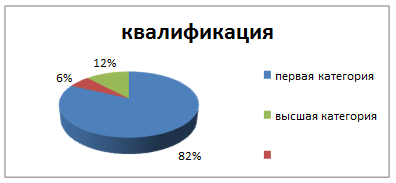 квалификация
12%
6%
82%
первая категория
высшая категория